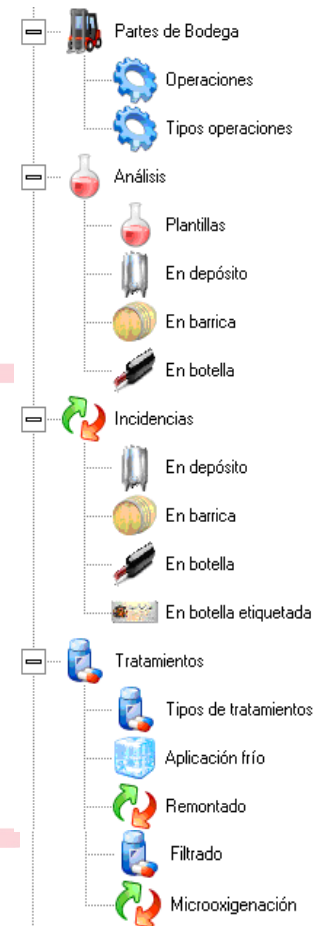 Partes de Bodega
Operaciones
Tipos operaciones
Análisis
Plantillas
En depósito
En barrica
En botella
Incidencias
En depósito
En barrica
En botella
En botella etiquetada
Tratamientos
Tipos de tratamientos
Aplicación frío
Remontado
Filtrado
Microoxigenación